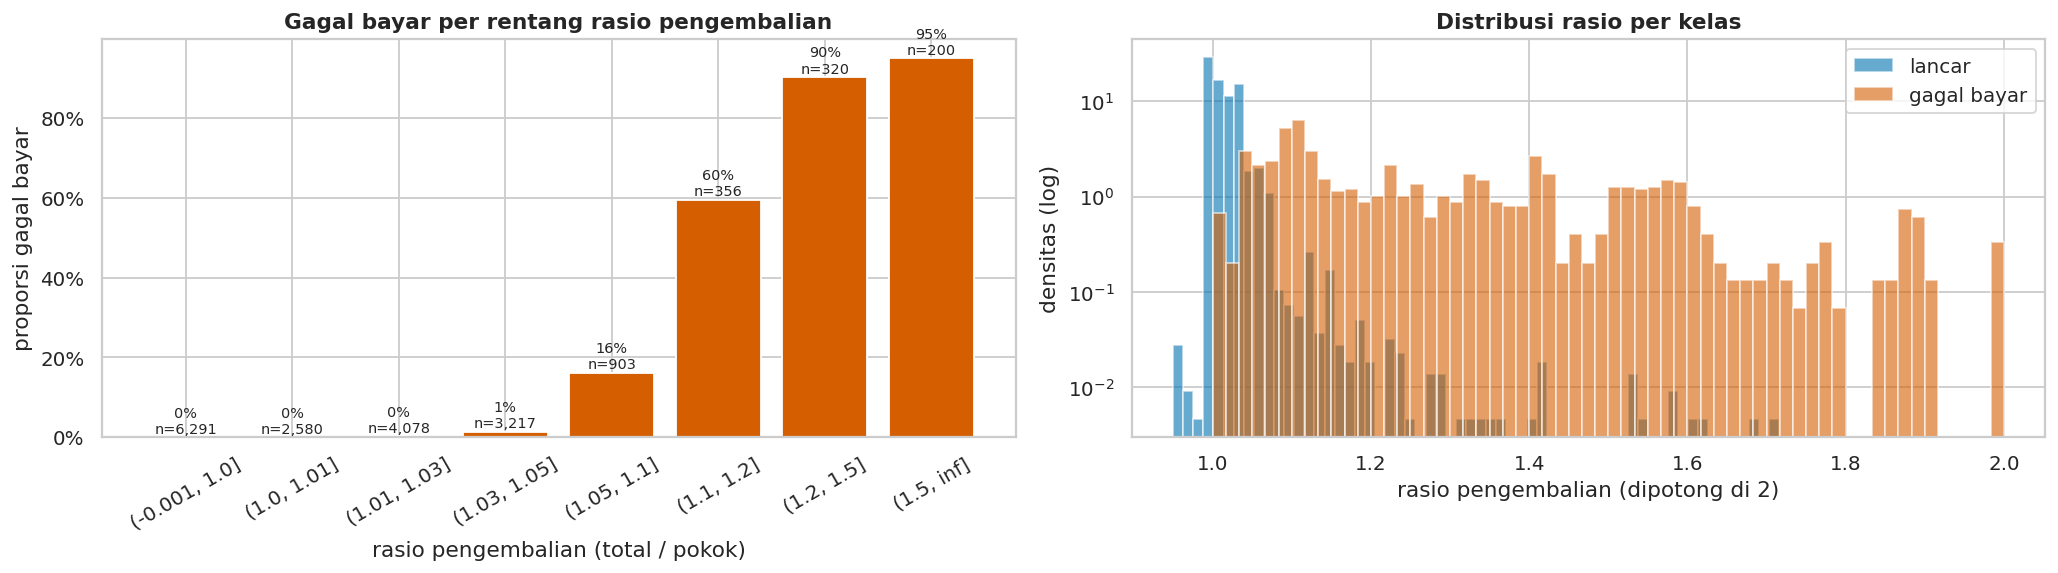 Gagal bayar per rentang rasio pengembalian
proporsi gagal bayar
80%
60%
40%
20%
0%
0%
n=6,291
0%
n=2,580
0%
n=4,078
1%
n=3,217
16%
n=903
60%
n=356
90%
n=320
95%
n=200
(-0.001, 1.0]
(1.0, 1.01]
(1.01, 1.03]
(1.03, 1.05]
(1.05, 1.1]
(1.1, 1.2]
(1.2, 1.5]
(1.5, inf]
rasio pengembalian (total / pokok)
Distribusi rasio per kelas
lancar
gagal bayar
densitas (log)
10¹
10⁰
10⁻¹
10⁻²
1.0
1.2
1.4
1.6
1.8
2.0
rasio pengembalian (dipotong di 2)